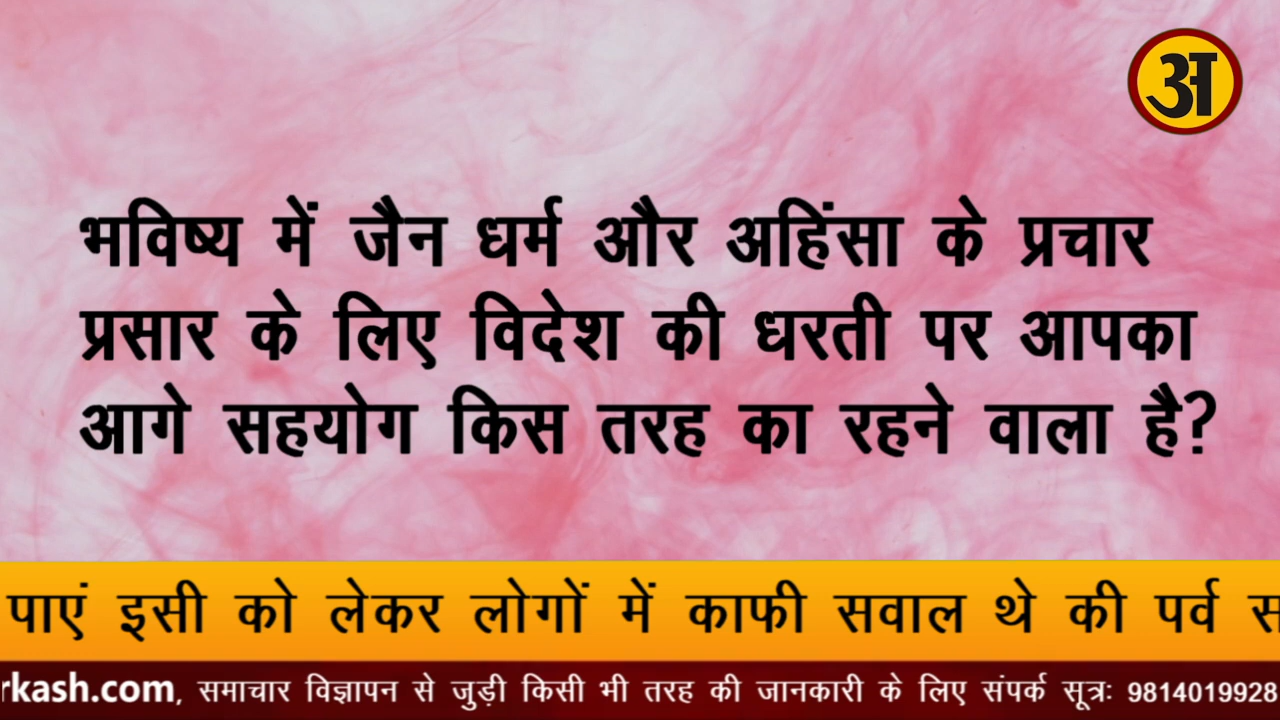 अ
भविष्य में जैन धर्म और अहिंसा के प्रचार
प्रसार के लिए विदेश की धरती पर आपका
आगे सहयोग किस तरह का रहने वाला है?
पाएं इसी को लेकर लोगों में काफी सवाल थे की पर्व स
rkash.com, समाचार विज्ञापन से जुड़ी किसी भी तरह की जानकारी के लिए संपर्क सूत्रः 9814019928